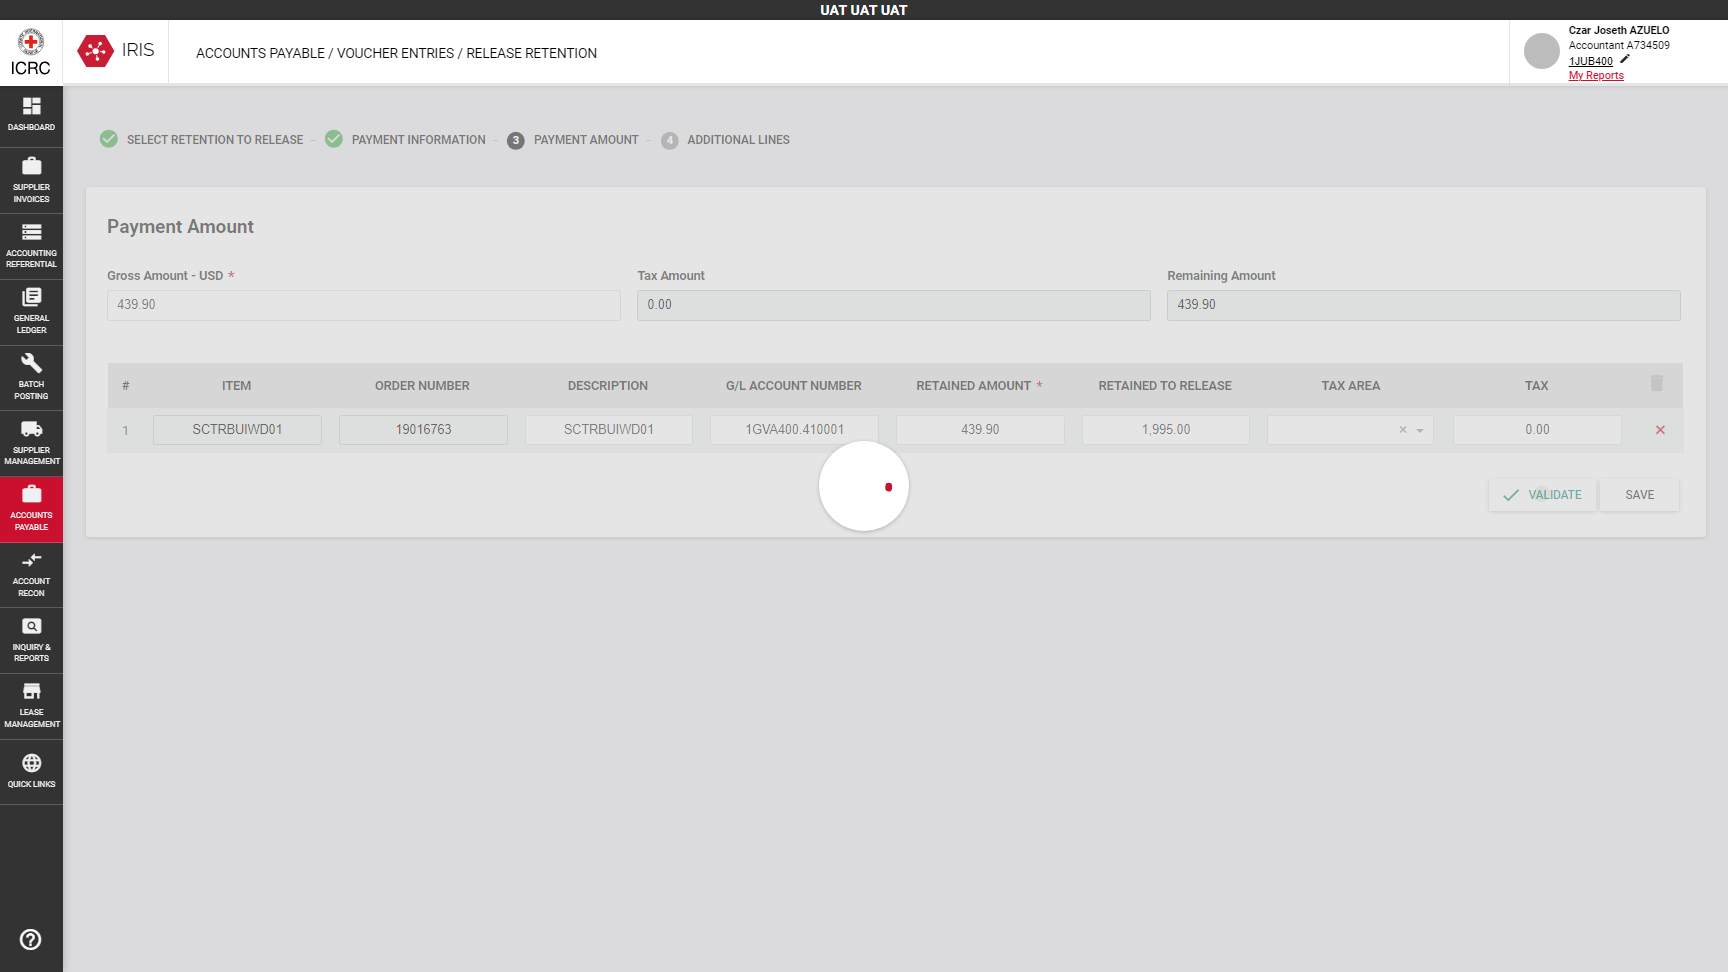 UAT UAT UAT
ICRC
IRIS
ACCOUNTS PAYABLE / VOUCHER ENTRIES / RELEASE RETENTION
Czar Joseth AZUELO
Accountant A734509
1JUB400
My Reports
DASHBOARD
SUPPLIER
INVOICES
ACCOUNTING
REFERENTIAL
GENERAL
LEDGER
BATCH
POSTING
SUPPLIER
MANAGEMENT
ACCOUNTS
PAYABLE
ACCOUNT
RECON
INQUIRY &
REPORTS
LEASE
MANAGEMENT
QUICK LINKS
SELECT RETENTION TO RELEASE
PAYMENT INFORMATION
3 PAYMENT AMOUNT
4 ADDITIONAL LINES
Payment Amount
Gross Amount - USD * Tax Amount Remaining Amount
439.90 0.00 439.90
# ITEM ORDER NUMBER DESCRIPTION G/L ACCOUNT NUMBER RETAINED AMOUNT * RETAINED TO RELEASE TAX AREA TAX
1 SCTRBUIWD01 19016763 SCTRBUIWD01 1GVA400.410001 439.90 1,995.00 0.00
VALIDATE SAVE